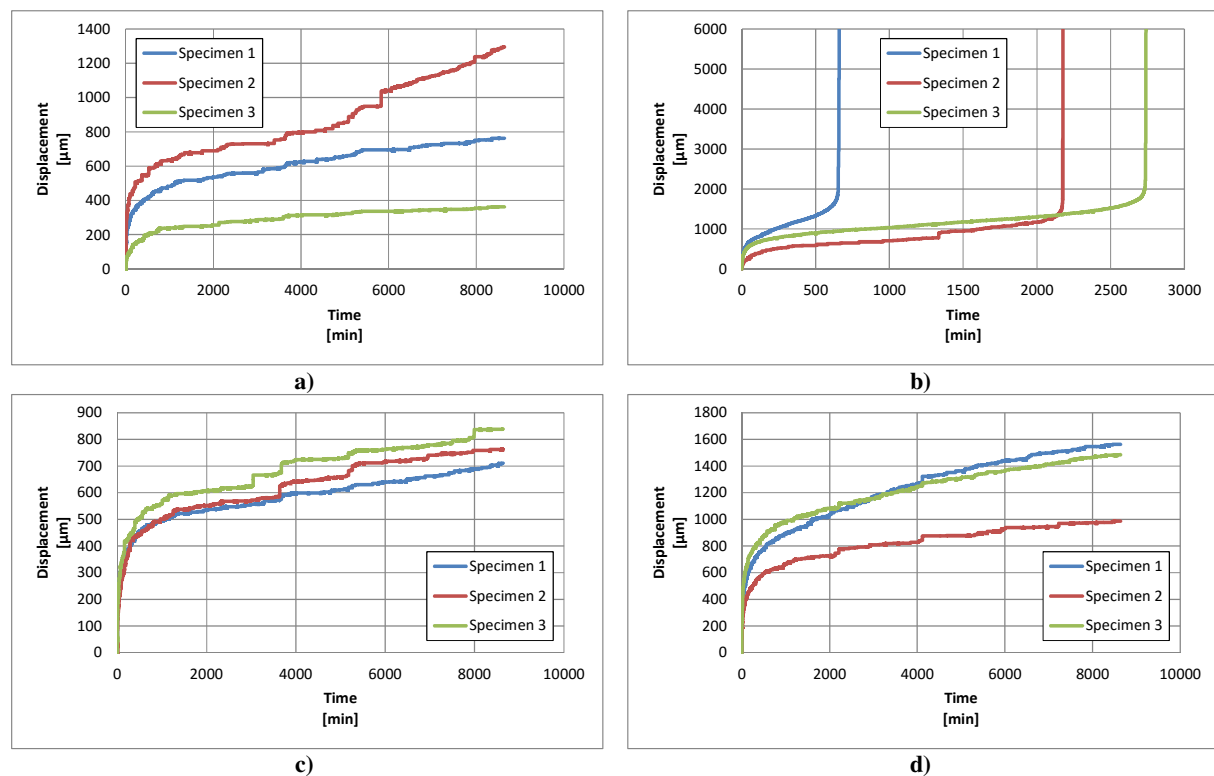 1400
1200
1000
800
600
400
200
0
Displacement
[µm]
0 2000 4000 6000 8000 10000
Time
[min]
Specimen 1
Specimen 2
Specimen 3
a)
6000
5000
4000
3000
2000
1000
0
Displacement
[µm]
0 500 1000 1500 2000 2500 3000
Time
[min]
Specimen 1
Specimen 2
Specimen 3
b)
900
800
700
600
500
400
300
200
100
0
Displacement
[µm]
0 2000 4000 6000 8000 10000
Time
[min]
Specimen 1
Specimen 2
Specimen 3
c)
1800
1600
1400
1200
1000
800
600
400
200
0
Displacement
[µm]
0 2000 4000 6000 8000 10000
Time
[min]
Specimen 1
Specimen 2
Specimen 3
d)